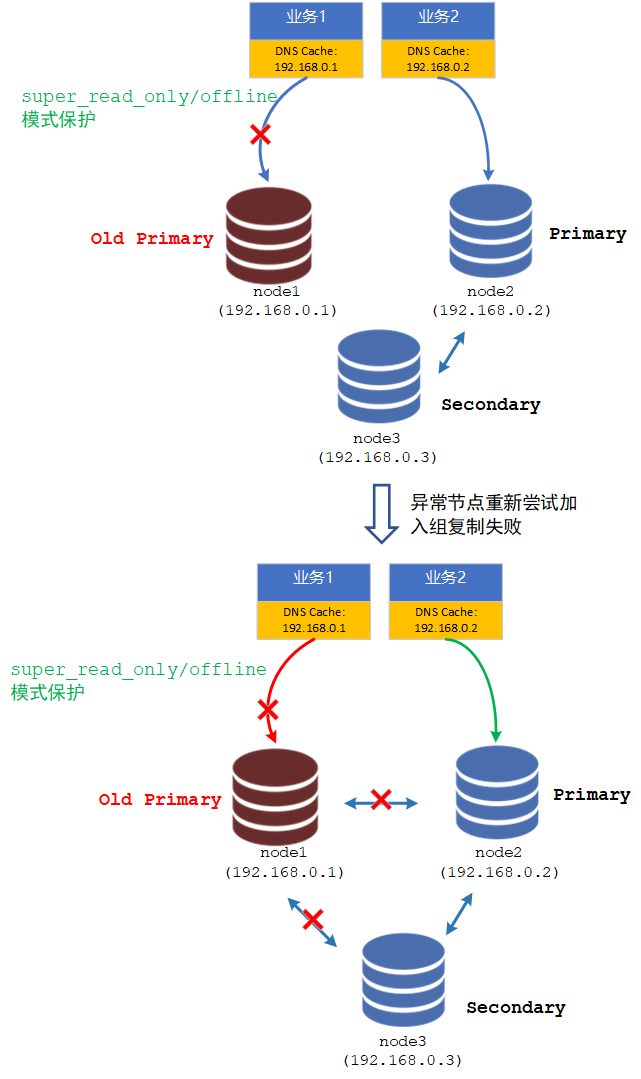 业务1
业务2
DNS Cache:
192.168.0.1
DNS Cache:
192.168.0.2
super_read_only/offline
模式保护
Old Primary
Primary
node1
(192.168.0.1)
node2
(192.168.0.2)
Secondary
node3
(192.168.0.3)
异常节点重新尝试加
入组复制失败
业务1
业务2
DNS Cache:
192.168.0.1
DNS Cache:
192.168.0.2
super_read_only/offline
模式保护
Old Primary
Primary
node1
(192.168.0.1)
node2
(192.168.0.2)
Secondary
node3
(192.168.0.3)